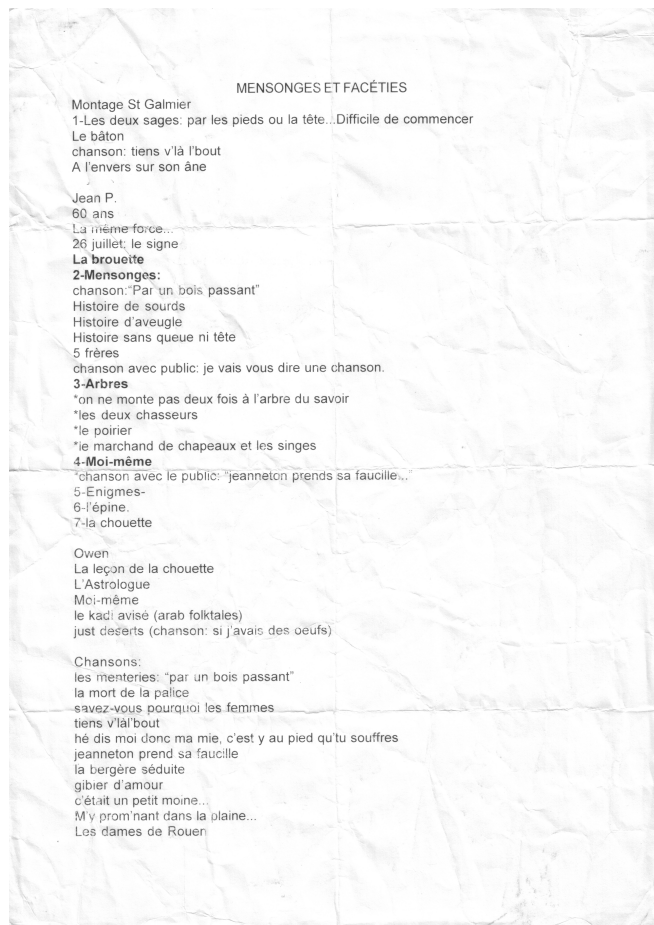 MENSONGES ET FACÉTIES
Montage St Galmier
1-Les deux sages: par les pieds ou la tête...Difficile de commencer
Le bâton
chanson: tiens v'là l'bout
A l'envers sur son âne
Jean P.
60 ans
La même force...
26 juillet: le signe
La brouette
2-Mensonges:
chanson:"Par un bois passant"
Histoire de sourds
Histoire d'aveugle
Histoire sans queue ni tête
5 frères
chanson avec public: je vais vous dire une chanson.
3-Arbres
*on ne monte pas deux fois à l'arbre du savoir
*les deux chasseurs
*le poirier
*le marchand de chapeaux et les singes
4-Moi-même
*chanson avec le public: "jeanneton prends sa faucille..."
5-Enigmes-
6-l'épine.
7-la chouette
Owen
La leçon de la chouette
L'Astrologue
Moi-même
le kadi avisé (arab folktales)
just deserts (chanson: si j'avais des oeufs)
Chansons:
les menteries: "par un bois passant"
la mort de la palice
savez-vous pourquoi les femmes
tiens v'làl'bout
hé dis moi donc ma mie, c'est y au pied qu'tu souffres
jeanneton prend sa faucille
la bergère séduite
gibier d'amour
c'était un petit moine...
M'y prom'nant dans la plaine...
Les dames de Rouen